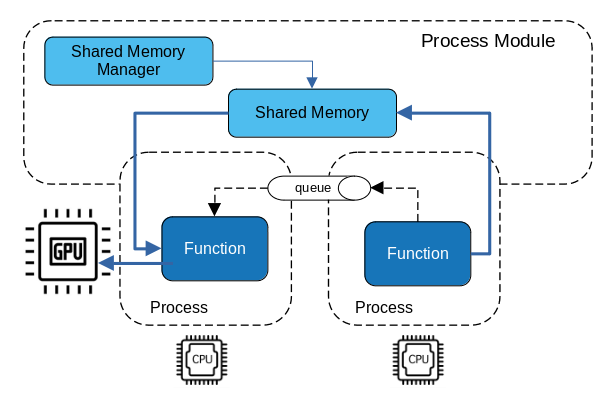 Process Module
Shared Memory
Manager
Shared Memory
queue
Function
Function
GPU
Process
Process
CPU
CPU